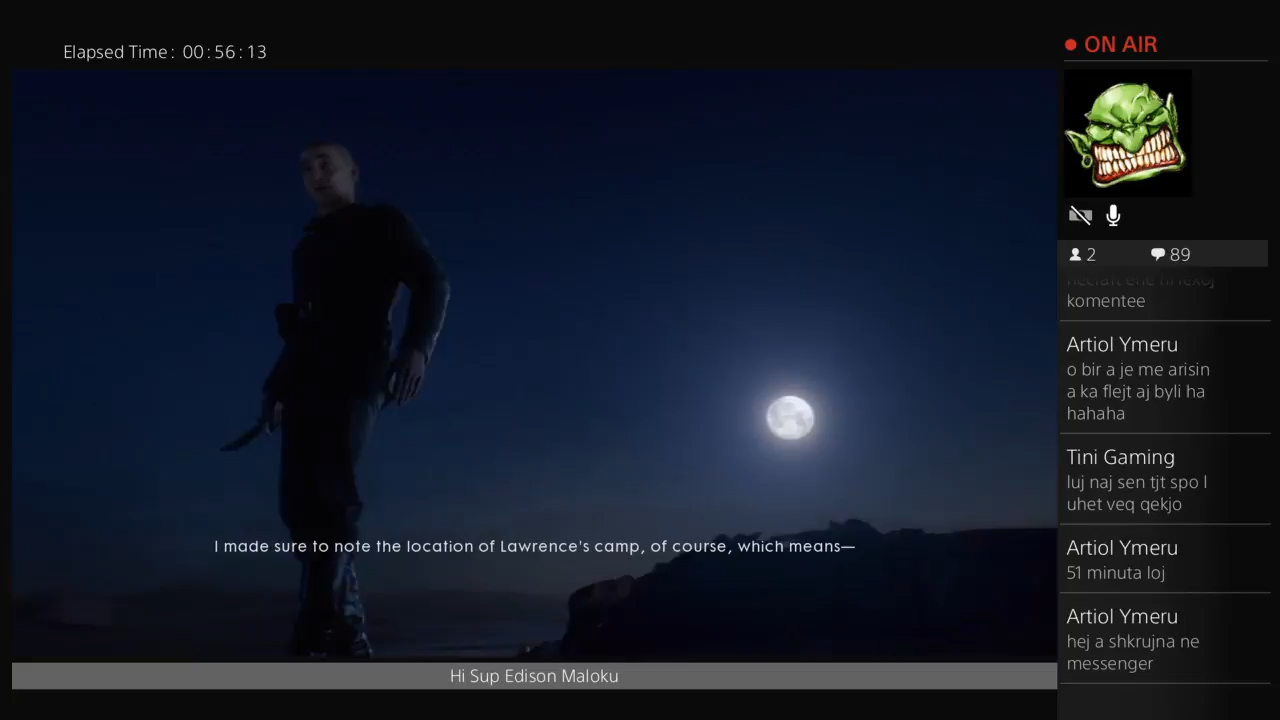 Elapsed Time: 00:56:13
ON AIR
2
89
komentee
Artiol Ymeru
o bir a je me arisin
a ka flejt aj byli ha
hahaha
Tini Gaming
luj naj sen tjt spo l
uhet veq qekjo
Artiol Ymeru
51 minuta loj
Artiol Ymeru
hej a shkrujna ne
messenger
I made sure to note the location of Lawrence's camp, of course, which means—
Hi Sup Edison Maloku